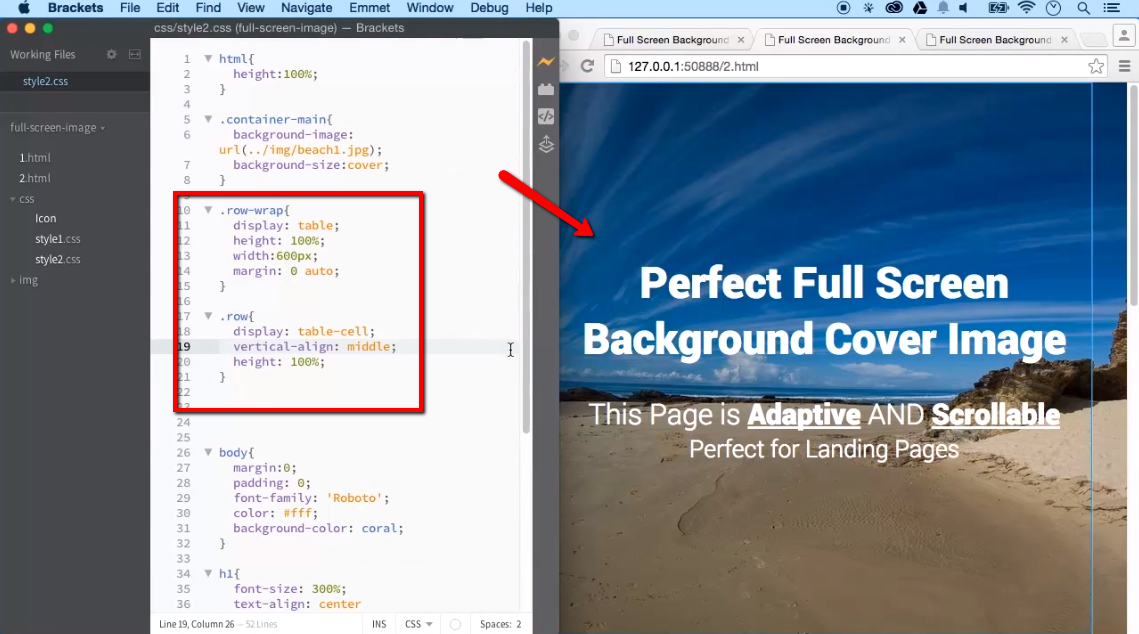 Brackets File Edit Find View Navigate Emmet Window Debug Help
css/style2.css (full-screen-image) — Brackets
Working Files
style2.css
full-screen-image
1.html
2.html
css
Icon
style1.css
style2.css
img
1 html{
2 height:100%;
3 }
4
5 .container-main{
6 background-image:
url(../img/beach1.jpg);
7 background-size:cover;
8 }
9
10 .row-wrap{
11 display: table;
12 height: 100%;
13 width:600px;
14 margin: 0 auto;
15 }
16
17 .row{
18 display: table-cell;
19 vertical-align: middle;
20 height: 100%;
21 }
22
23
24
25
26 body{
27 margin:0;
28 padding: 0;
29 font-family: 'Roboto';
30 color: #fff;
31 background-color: coral;
32 }
33
34 h1{
35 font-size: 300%;
36 text-align: center
Line 19, Column 26 — 52 Lines INS CSS Spaces: 2
Full Screen Background Full Screen Background Full Screen Background
127.0.0.1:50888/2.html
Perfect Full Screen
Background Cover Image
This Page is Adaptive AND Scrollable
Perfect for Landing Pages